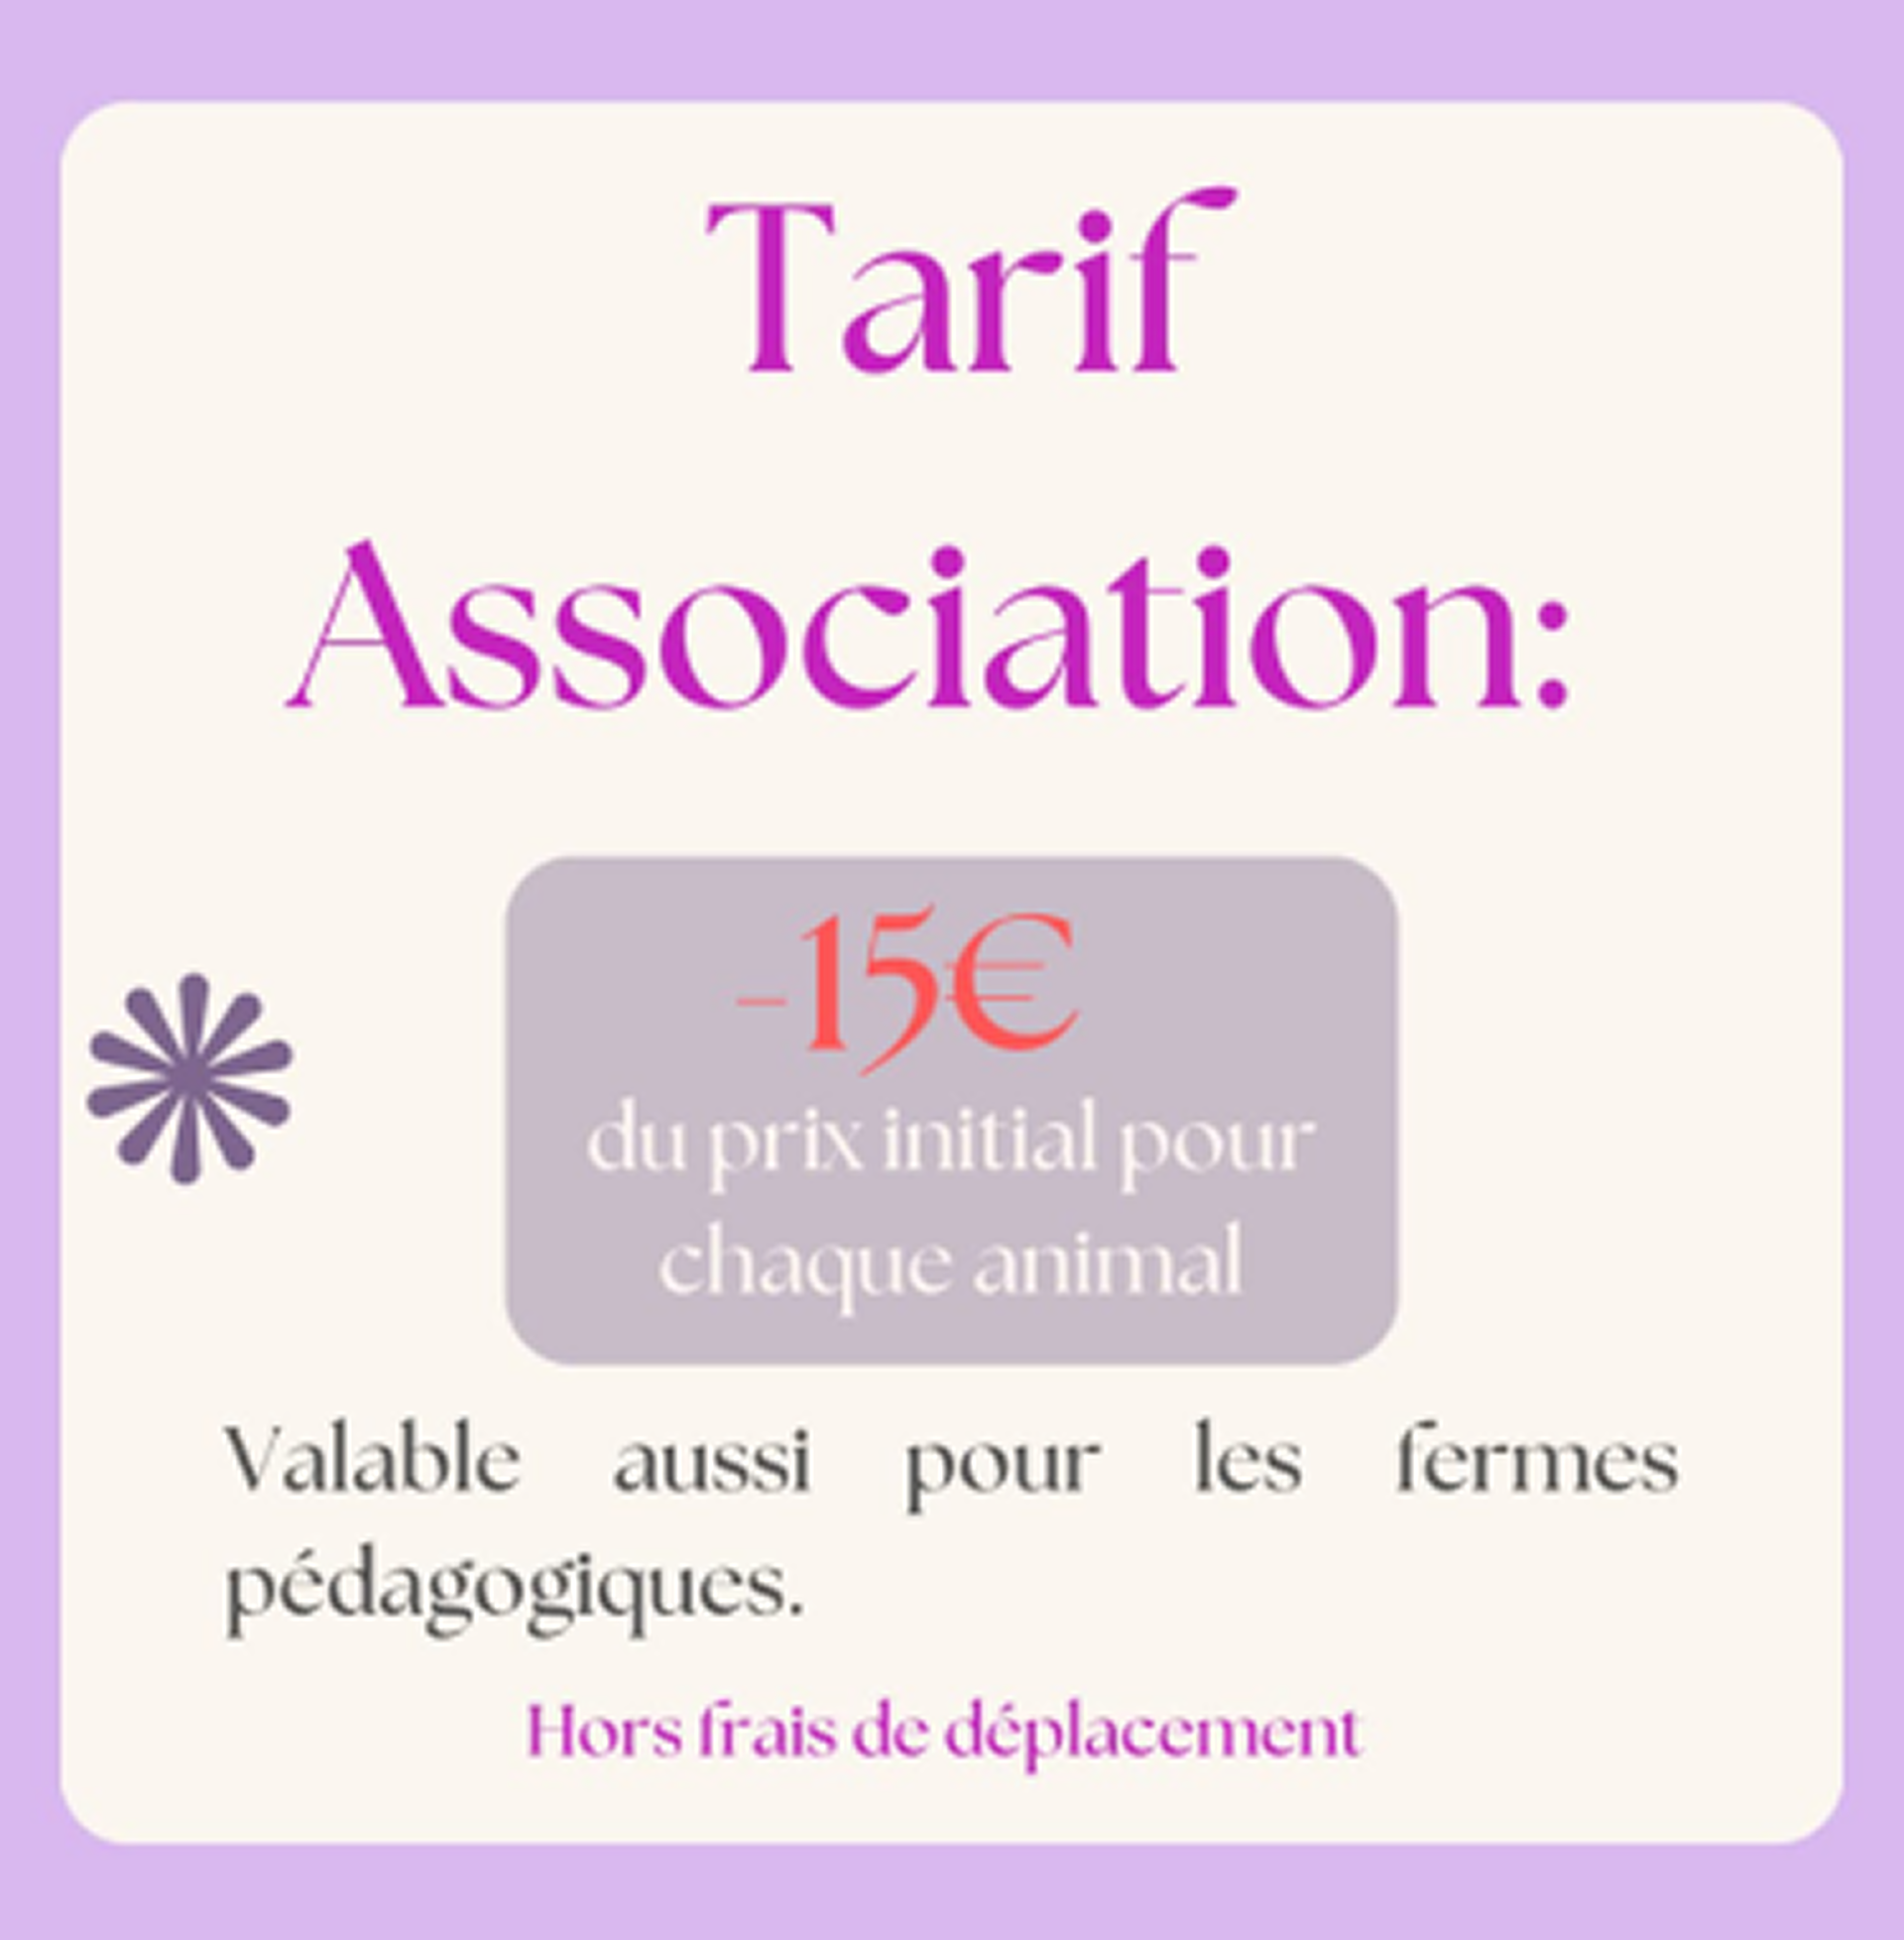 Tarif
Association:
-15€
du prix initial pour
chaque animal
Valable aussi pour les fermes
pédagogiques.
Hors frais de déplacement